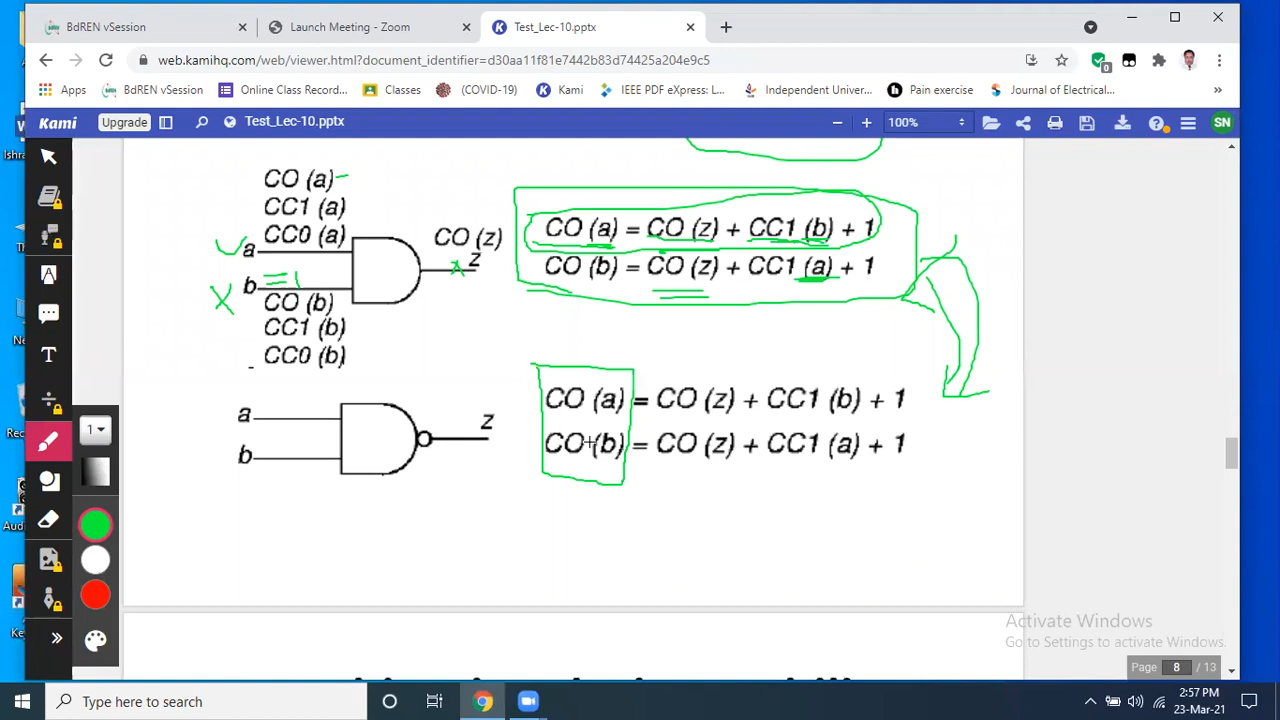 BdREN vSession
Launch Meeting - Zoom
Test_Lec-10.pptx
web.kamihq.com/web/viewer.html?document_identifier=d30aa11f81e7442b83d74425a204e9c5
Apps
BdREN vSession
Online Class Record...
Classes
(COVID-19)
Kami
IEEE PDF eXpress: L...
Independent Univer...
Pain exercise
Journal of Electrical...
Kami
Upgrade
Test_Lec-10.pptx
100%
SN
CO (a)
CC1 (a)
CC0 (a)
a
b
=1
CO (z)
z
CO (b)
CC1 (b)
CC0 (b)
CO (a) = CO (z) + CC1 (b) + 1
CO (b) = CO (z) + CC1 (a) + 1
a
b
z
CO (a) = CO (z) + CC1 (b) + 1
CO (b) = CO (z) + CC1 (a) + 1
1
Activate Windows
Go to Settings to activate Windows.
Page 8 / 13
Type here to search
2:57 PM
23-Mar-21